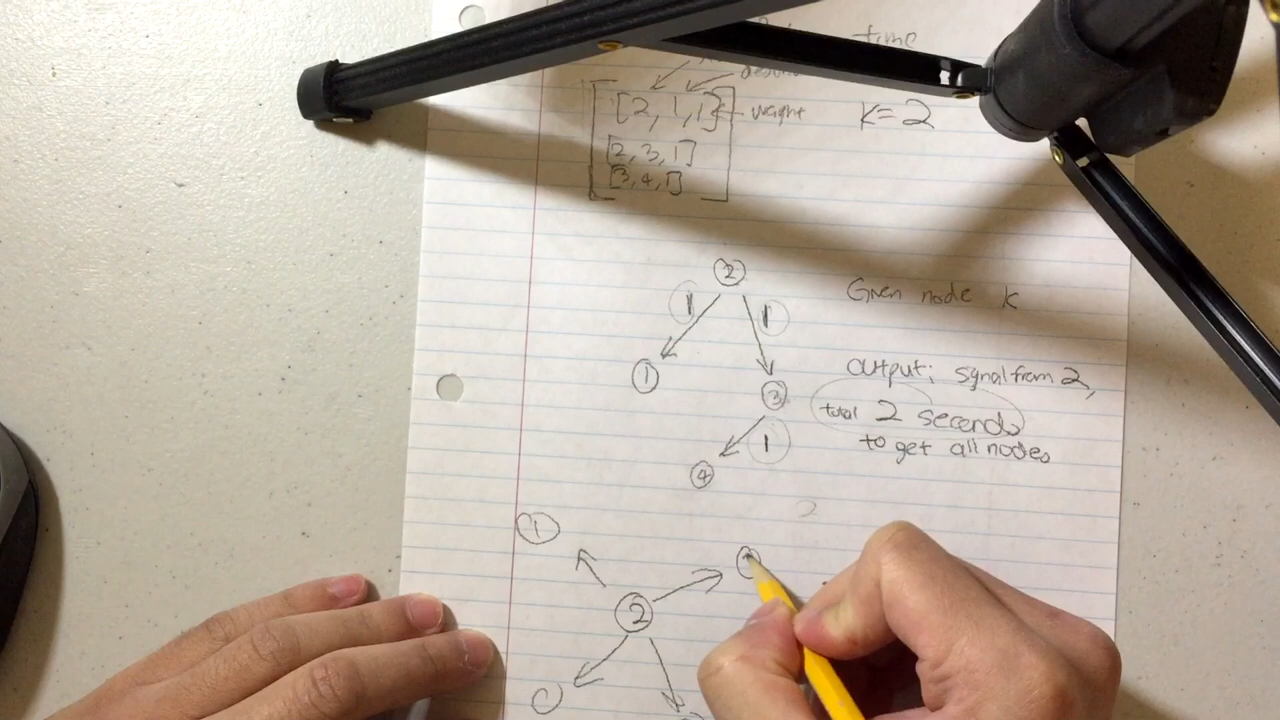 time
[2, 1, 1] weight K=2
[2, 3, 1]
[3, 4, 1]
2
Given node k
1 1
1
Output: signal from 2,
3
total 2 seconds
1
to get all nodes
4
1
2